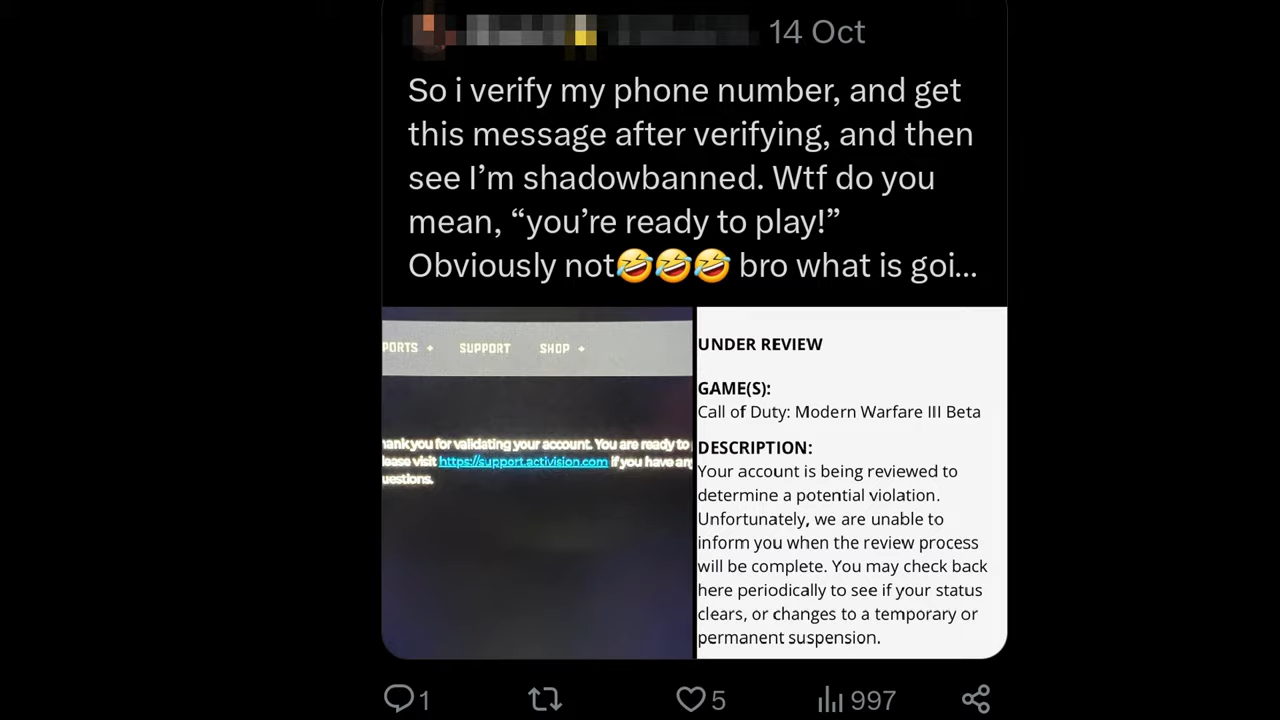 14 Oct
So i verify my phone number, and get
this message after verifying, and then
see I’m shadowbanned. Wtf do you
mean, “you’re ready to play!”
Obviously not🤣🤣🤣 bro what is goi...
PORTS + SUPPORT SHOP +
hank you for validating your account. You are ready to
lease visit https://support.activision.com if you have an
uestions.
UNDER REVIEW
GAME(S):
Call of Duty: Modern Warfare III Beta
DESCRIPTION:
Your account is being reviewed to
determine a potential violation.
Unfortunately, we are unable to
inform you when the review process
will be complete. You may check back
here periodically to see if your status
clears, or changes to a temporary or
permanent suspension.
1 5 997